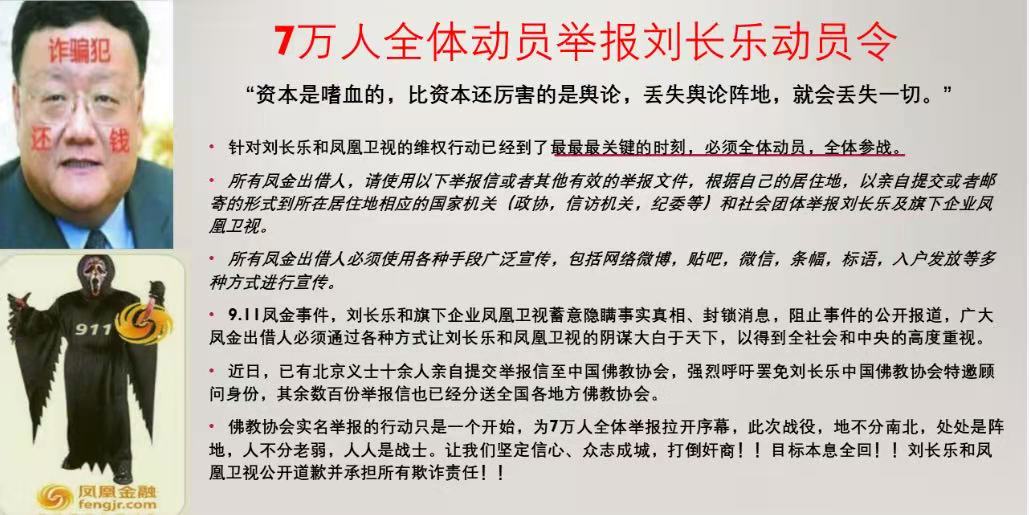 诈骗犯
还 钱
7万人全体动员举报刘长乐动员令
“资本是嗜血的，比资本还厉害的是舆论，丢失舆论阵地，就会丢失一切。”
• 针对刘长乐和凤凰卫视的维权行动已经到了最最最关键的时刻，必须全体动员，全体参战。
• 所有凤金出借人，请使用以下举报信或者其他有效的举报文件，根据自己的居住地，以亲自提交或者邮
寄的形式到所在居住地相应的国家机关（政协，信访机关，纪委等）和社会团体举报刘长乐及旗下企业凤
凰卫视。
• 所有凤金出借人必须使用各种手段广泛宣传，包括网络微博，贴吧，微信，条幅，标语，入户发放等多
种方式进行宣传。
• 9.11凤金事件，刘长乐和旗下企业凤凰卫视蓄意隐瞒事实真相、封锁消息，阻止事件的公开报道，广大
凤金出借人必须通过各种方式让刘长乐和凤凰卫视的阴谋大白于天下，以得到全社会和中央的高度重视。
• 近日，已有北京义士十余人亲自提交举报信至中国佛教协会，强烈呼吁罢免刘长乐中国佛教协会特邀顾
问身份，其余数百份举报信也已经分送全国各地方佛教协会。
• 佛教协会实名举报的行动只是一个开始，为7万人全体举报拉开序幕，此次战役，地不分南北，处处是阵
地，人不分老弱，人人是战士。让我们坚定信心、众志成城，打倒奸商！！目标本息全回！！刘长乐和凤
凰卫视公开道歉并承担所有欺诈责任！！
911
凤凰金融
fengjr.com